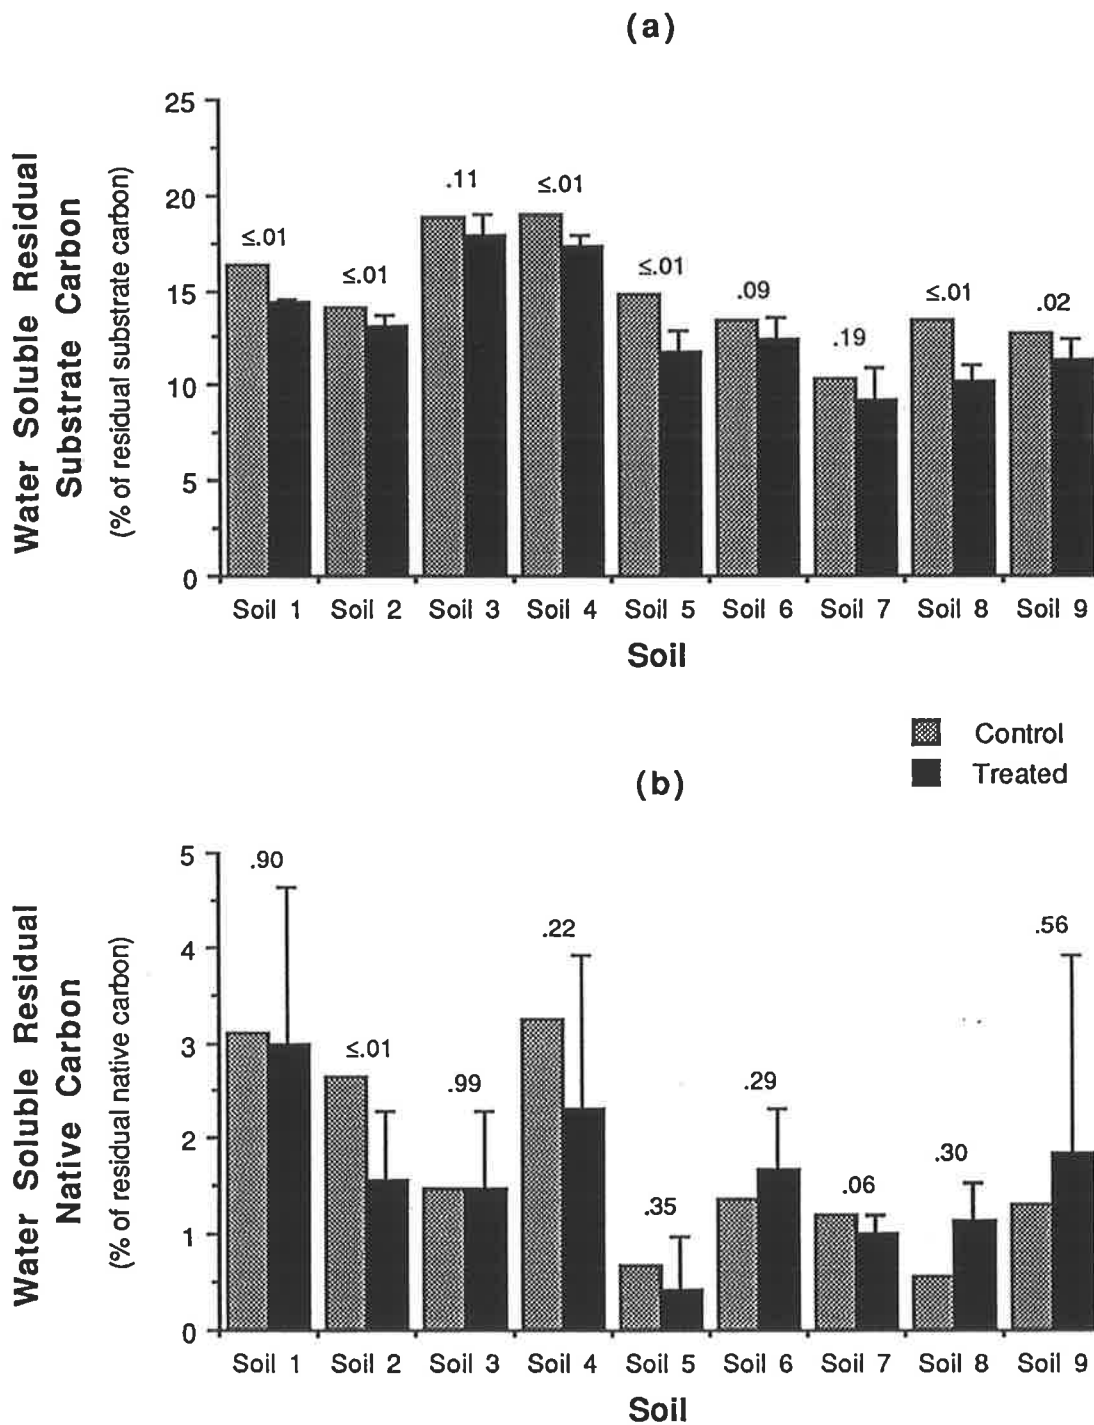 (a)
Water Soluble Residual
Substrate Carbon
(% of residual substrate carbon)
25
20
15
10
5
0
≤.01
≤.01
.11
≤.01
≤.01
.09
.19
≤.01
.02
Soil 1 Soil 2 Soil 3 Soil 4 Soil 5 Soil 6 Soil 7 Soil 8 Soil 9
Soil
Control
Treated
(b)
Water Soluble Residual
Native Carbon
(% of residual native carbon)
5
4
3
2
1
0
.90
≤.01
.99
.22
.35
.29
.06
.30
.56
Soil 1 Soil 2 Soil 3 Soil 4 Soil 5 Soil 6 Soil 7 Soil 8 Soil 9
Soil